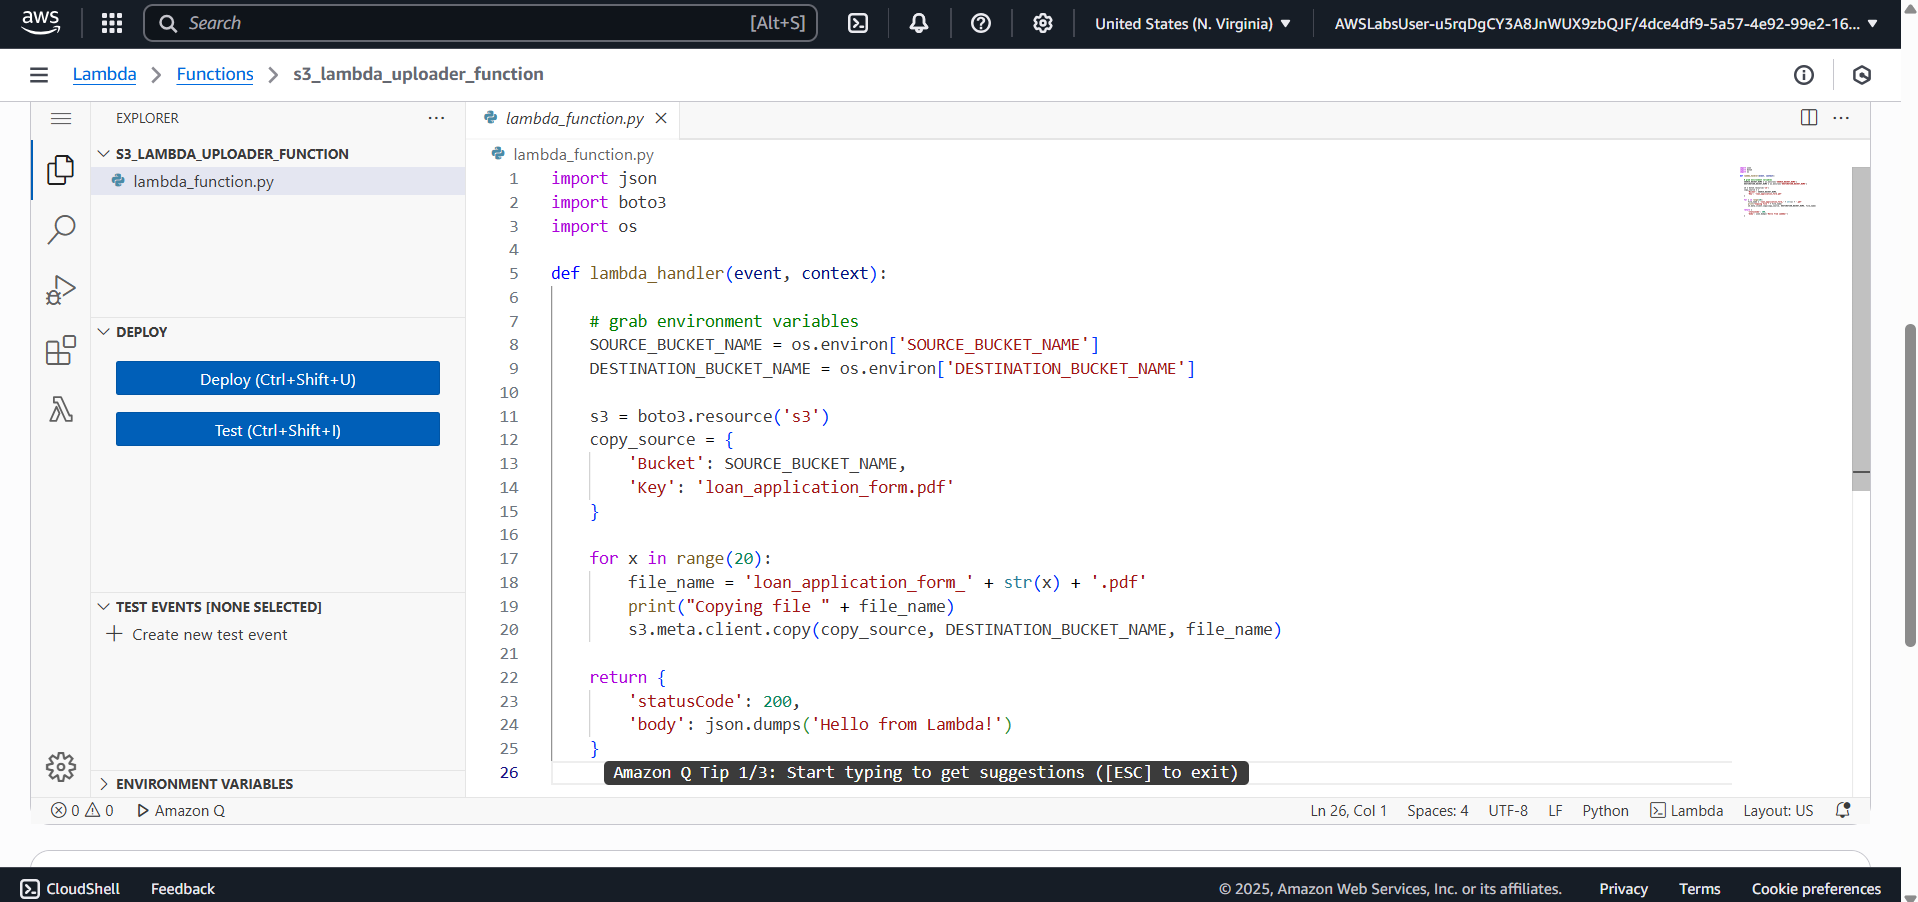 aws
Search
[Alt+S]
United States (N. Virginia)
AWSLabsUser-u5rqDgCY3A8JnWUX9zbQJF/4dce4df9-5a57-4e92-99e2-16...
Lambda
Functions
s3_lambda_uploader_function
EXPLORER
S3_LAMBDA_UPLOADER_FUNCTION
lambda_function.py
DEPLOY
Deploy (Ctrl+Shift+U)
Test (Ctrl+Shift+I)
TEST EVENTS [NONE SELECTED]
Create new test event
ENVIRONMENT VARIABLES
lambda_function.py
lambda_function.py
1 import json
2 import boto3
3 import os
4
5 def lambda_handler(event, context):
6
7 # grab environment variables
8 SOURCE_BUCKET_NAME = os.environ['SOURCE_BUCKET_NAME']
9 DESTINATION_BUCKET_NAME = os.environ['DESTINATION_BUCKET_NAME']
10
11 s3 = boto3.resource('s3')
12 copy_source = {
13 'Bucket': SOURCE_BUCKET_NAME,
14 'Key': 'loan_application_form.pdf'
15 }
16
17 for x in range(20):
18 file_name = 'loan_application_form_' + str(x) + '.pdf'
19 print("Copying file " + file_name)
20 s3.meta.client.copy(copy_source, DESTINATION_BUCKET_NAME, file_name)
21
22 return {
23 'statusCode': 200,
24 'body': json.dumps('Hello from Lambda!')
25 }
26 Amazon Q Tip 1/3: Start typing to get suggestions ([ESC] to exit)
0 0 Amazon Q
Ln 26, Col 1 Spaces: 4 UTF-8 LF Python Lambda Layout: US
CloudShell Feedback
© 2025, Amazon Web Services, Inc. or its affiliates. Privacy Terms Cookie preferences